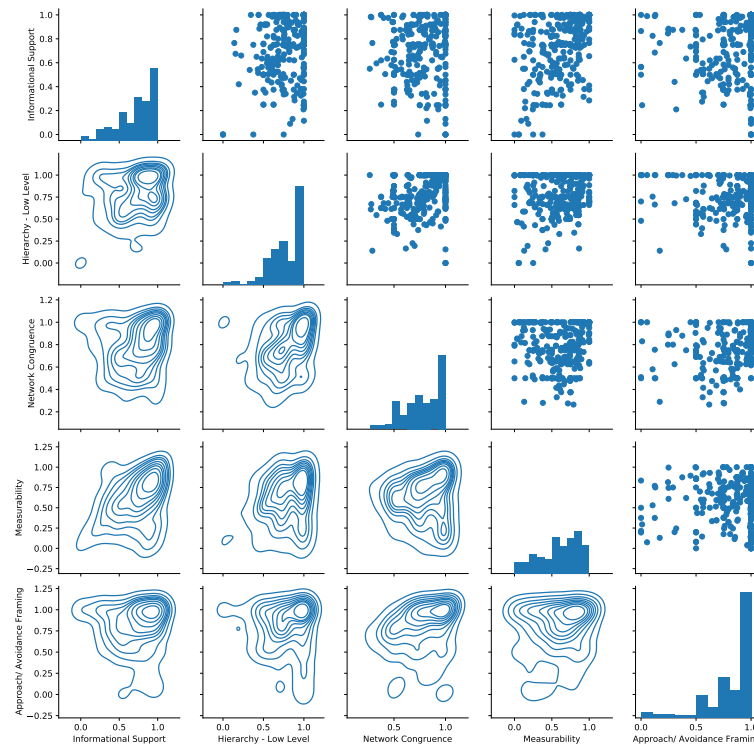 1.0
0.8
0.6
0.4
0.2
0.0
Informational Support
1.00
0.75
0.50
0.25
0.00
Hierarchy - Low Level
1.2
1.0
0.8
0.6
0.4
0.2
Network Congruence
1.25
1.00
0.75
0.50
0.25
0.00
−0.25
Measurability
1.25
1.00
0.75
0.50
0.25
0.00
−0.25
Approach/ Avoidance Framing
0.0 0.5 1.0
Informational Support
0.0 0.5 1.0
Hierarchy - Low Level
0.5 1.0
Network Congruence
0.0 0.5 1.0
Measurability
0.0 0.5 1.0
Approach/ Avoidance Framin